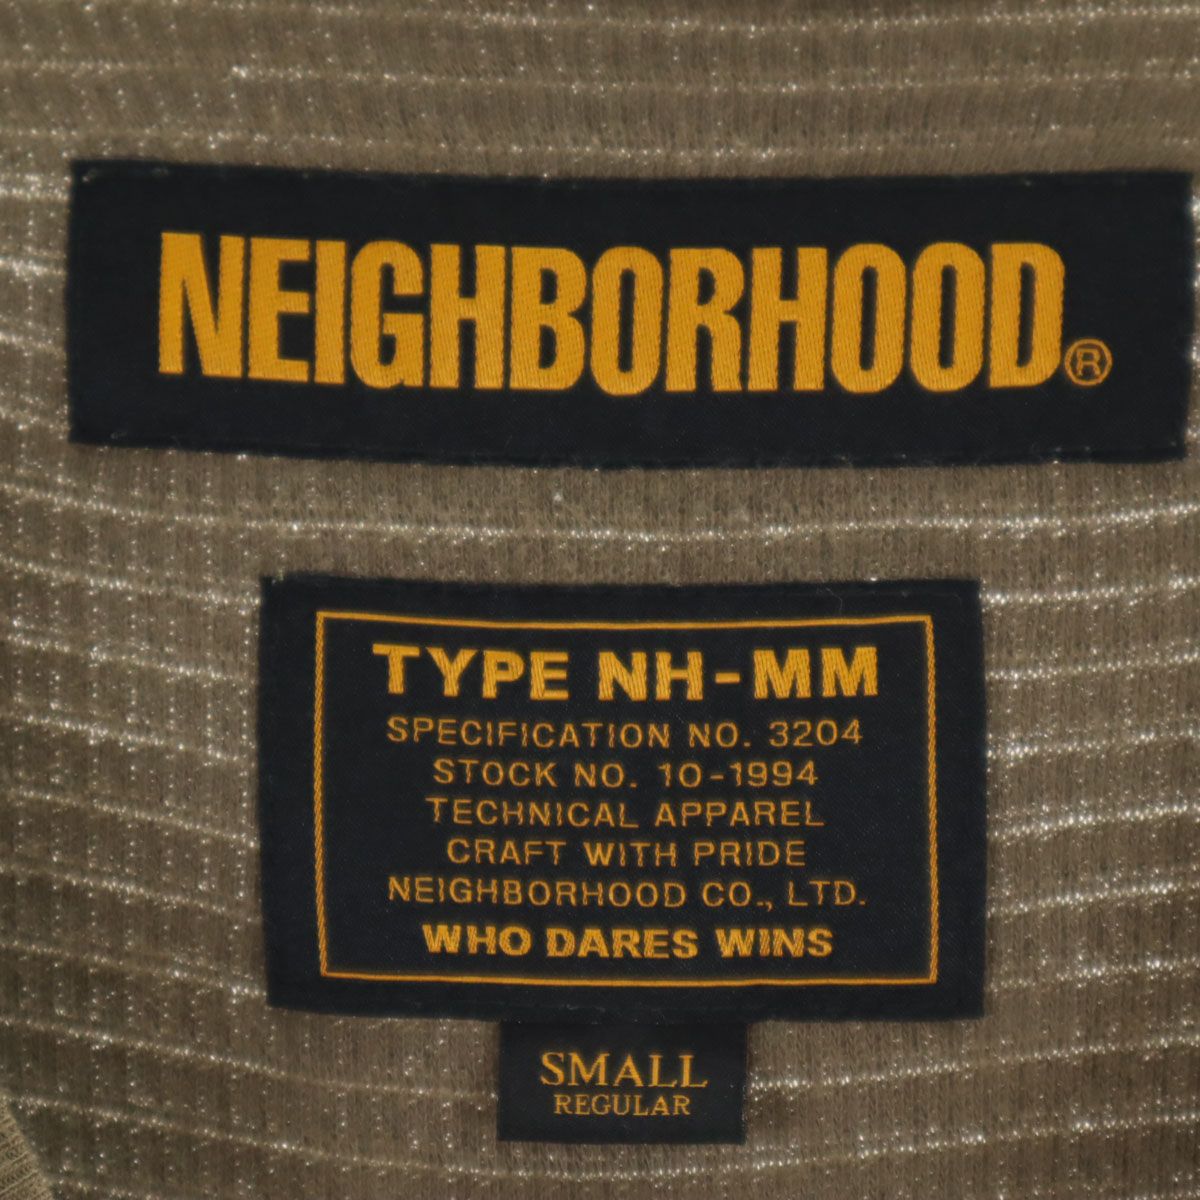 NEIGHBORHOOD®
TYPE NH-MM
SPECIFICATION NO. 3204
STOCK NO. 10-1994
TECHNICAL APPAREL
CRAFT WITH PRIDE
NEIGHBORHOOD CO., LTD.
WHO DARES WINS
SMALL
REGULAR